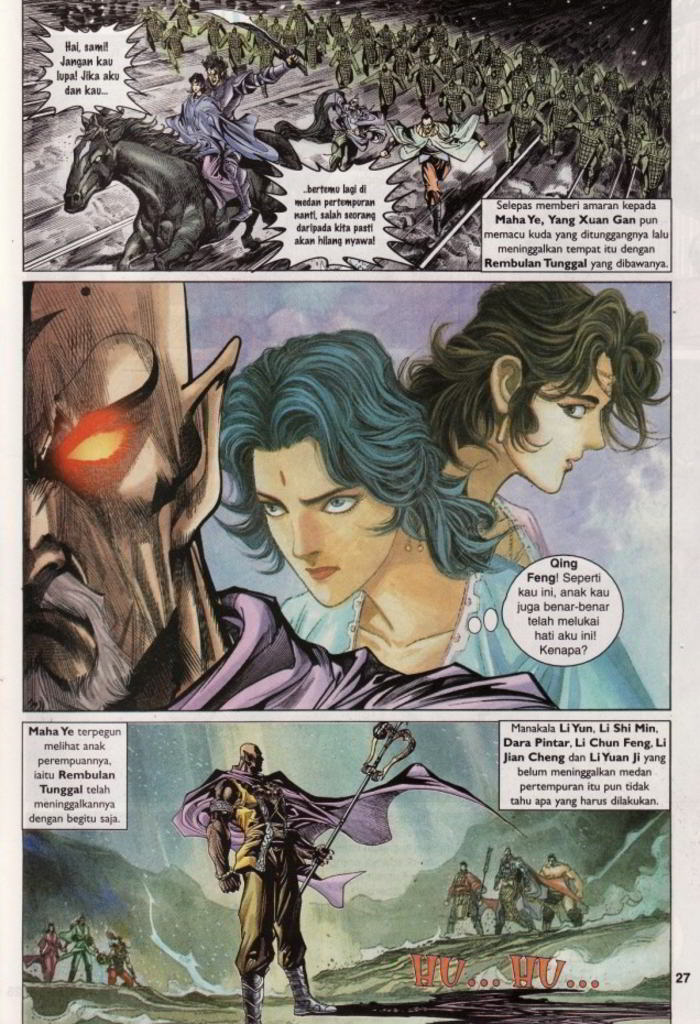 Hai, sami!
Jangan kau
lupa! Jika aku
dan kau...
..bertemu lagi di
medan pertempuran
nanti, salah seorang
daripada kita pasti
akan hilang nyawa!
Selepas memberi amaran kepada
Maha Ye, Yang Xuan Gan pun
memacu kuda yang ditunggangnya lalu
meninggalkan tempat itu dengan
Rembulan Tunggal yang dibawanya.
Qing
Feng! Seperti
kau ini, anak kau
juga benar-benar
telah melukai
hati aku ini!
Kenapa?
Maha Ye terpegun
melihat anak
perempuannya,
iaitu Rembulan
Tunggal telah
meninggalkannya
dengan begitu saja.
Manakala Li Yun, Li Shi Min,
Dara Pintar, Li Chun Feng, Li
Jian Cheng dan Li Yuan Ji yang
belum meninggalkan medan
pertempuran itu pun tidak
tahu apa yang harus dilakukan.
HU... HU...
27